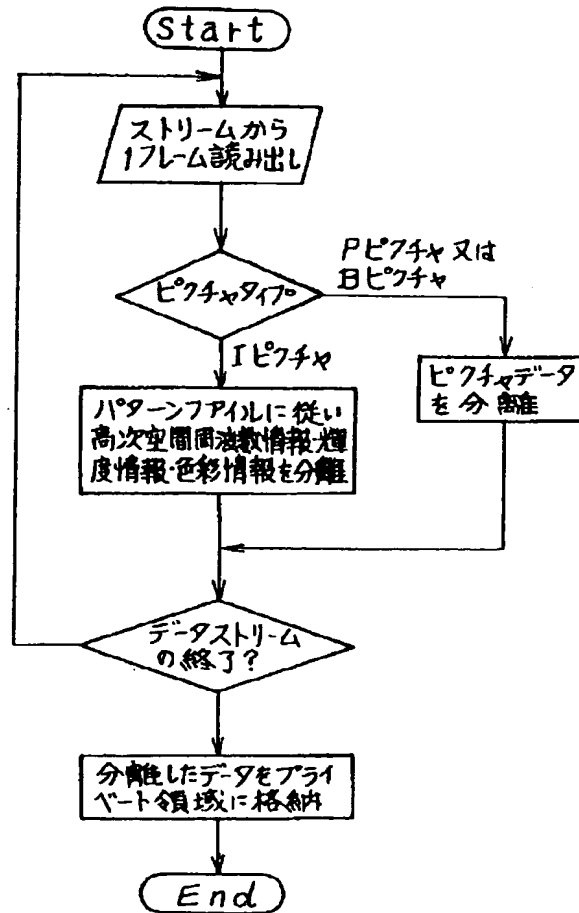 Start
ストリームから
1フレーム読み出し
ピクチャタイプ
Pピクチャ又は
Bピクチャ
Iピクチャ
ピクチャデータ
を分離
パターンファイルに従い
高次空間周波数情報・輝
度情報・色彩情報を分離
データストリーム
の終了?
分離したデータをプライ
ベート領域に格納
End